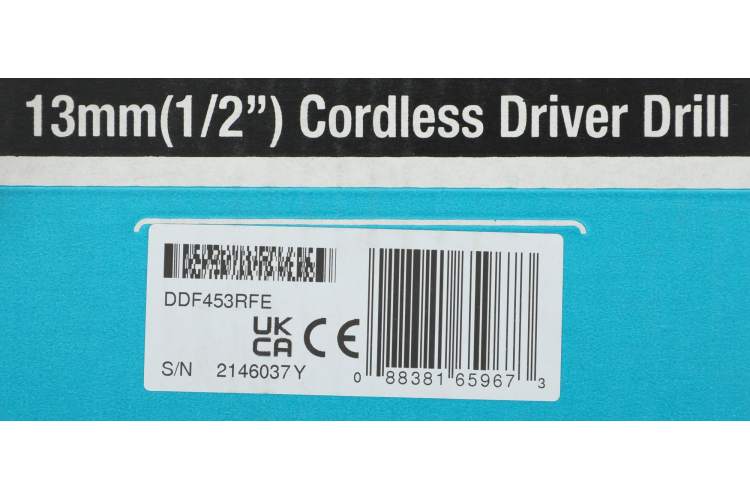 13mm(1/2”) Cordless Driver Drill
DDF453RFE
UK
CA CE
S/N 2146037Y
0 88381 65967 3